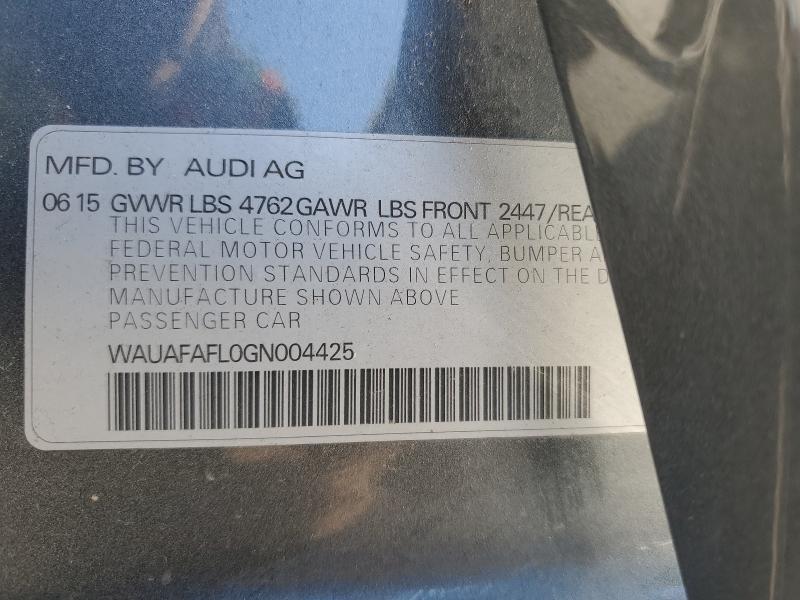 MFD. BY AUDI AG
06 15 GVWR LBS 4762 GAWR LBS FRONT 2447/REA
THIS VEHICLE CONFORMS TO ALL APPLICABL
FEDERAL MOTOR VEHICLE SAFETY, BUMPER A
PREVENTION STANDARDS IN EFFECT ON THE D
MANUFACTURE SHOWN ABOVE
PASSENGER CAR
WAUAFAFL0GN004425